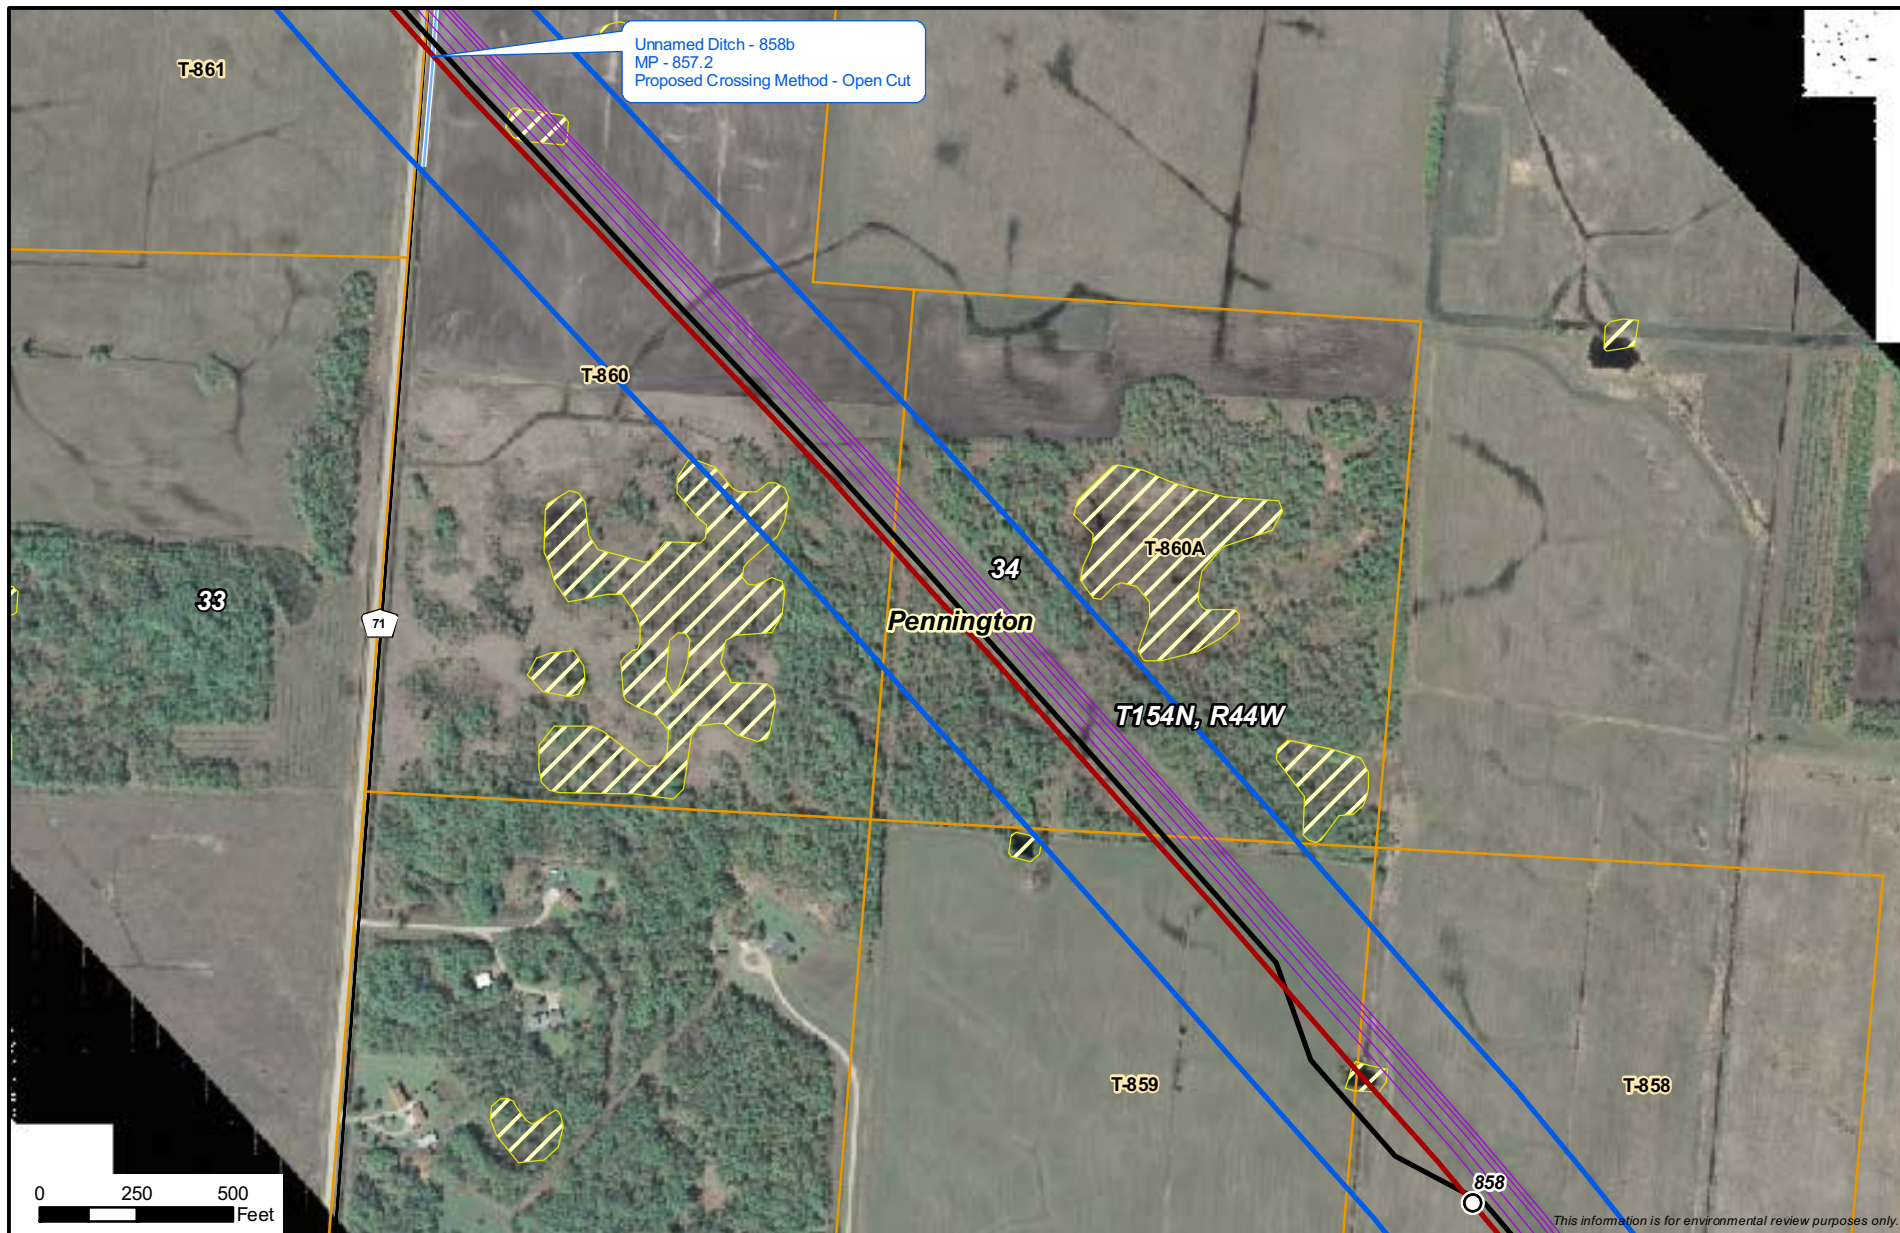 Unnamed Ditch - 858b
MP - 857.2
Proposed Crossing Method - Open Cut
T-861
T-860
T-860A
34
33
71
Pennington
T154N, R44W
T-859
T-858
858
0 250 500
Feet
This information is for environmental review purposes only.